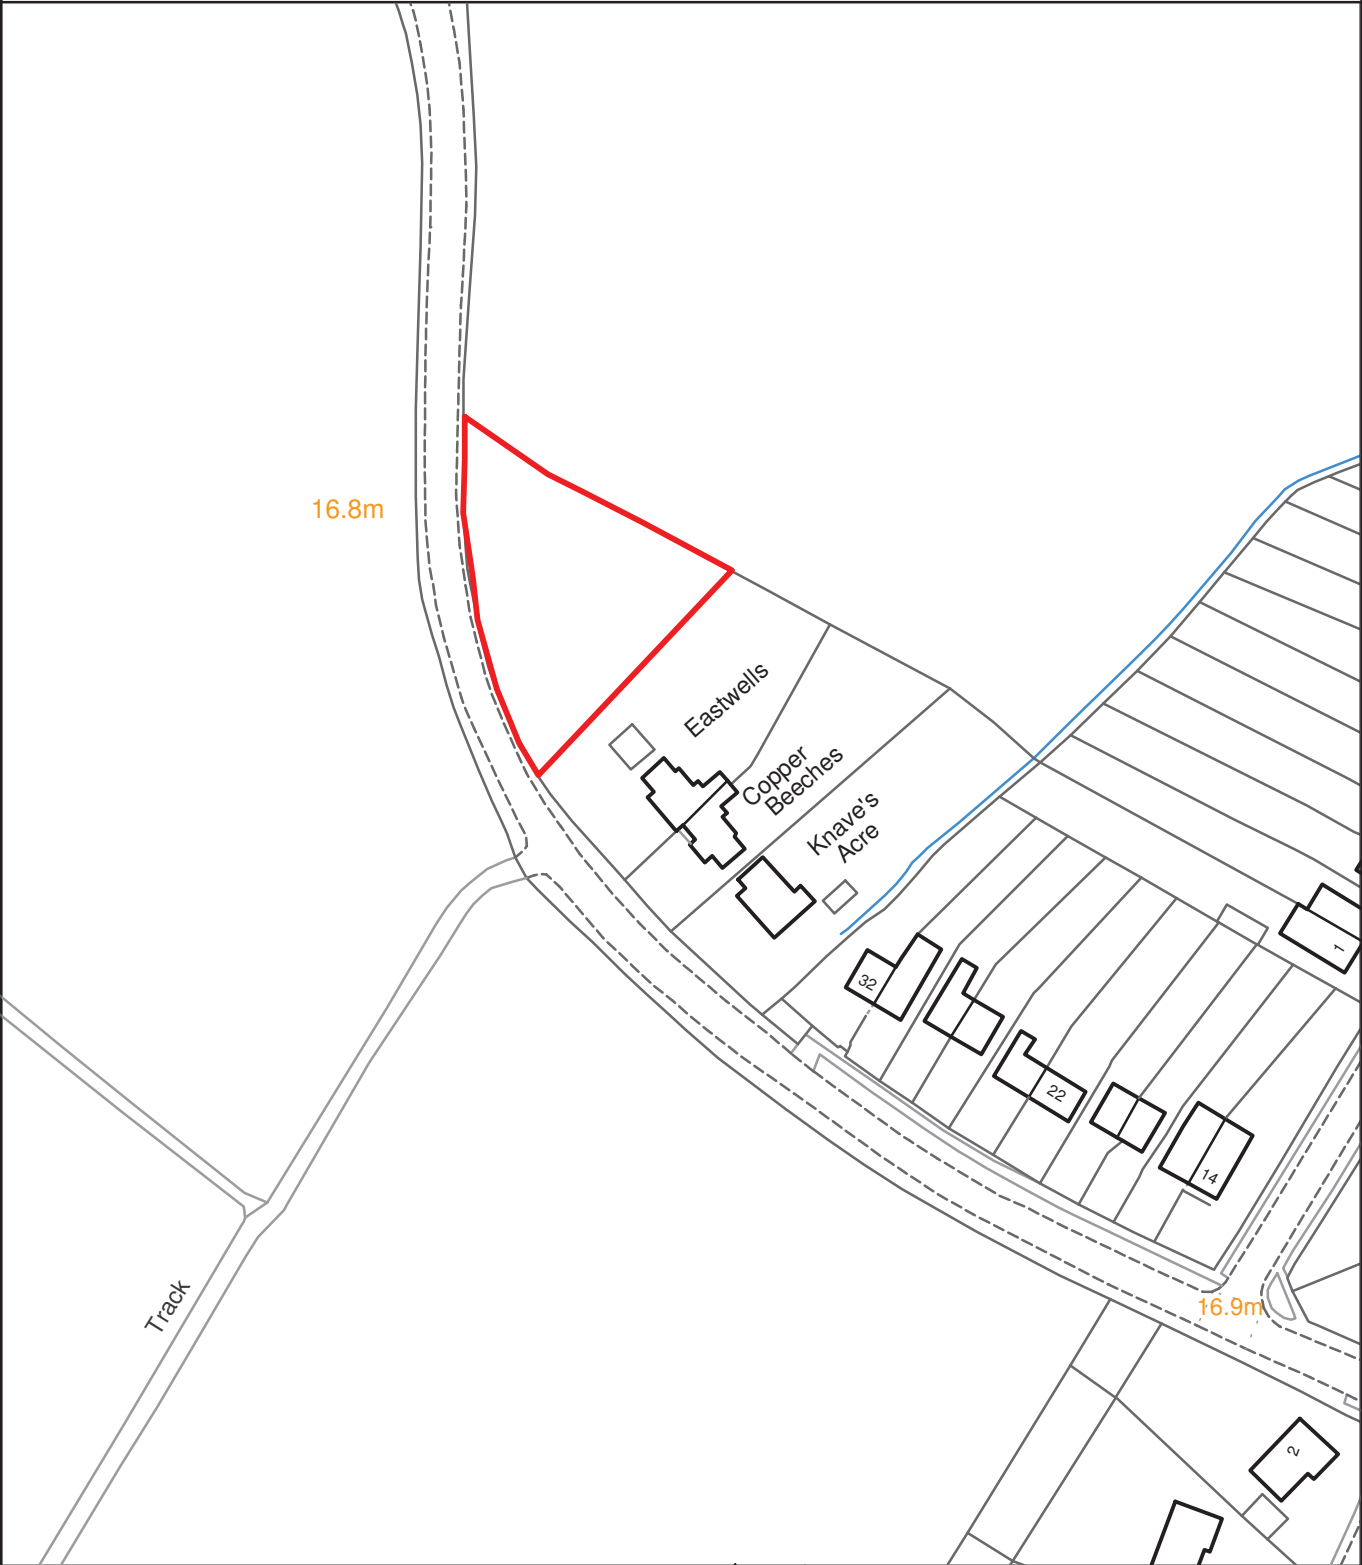 16.8m
Eastwells
Copper
Beeches
Knave's
Acre
1
32
22
14
Track
16.9m
2